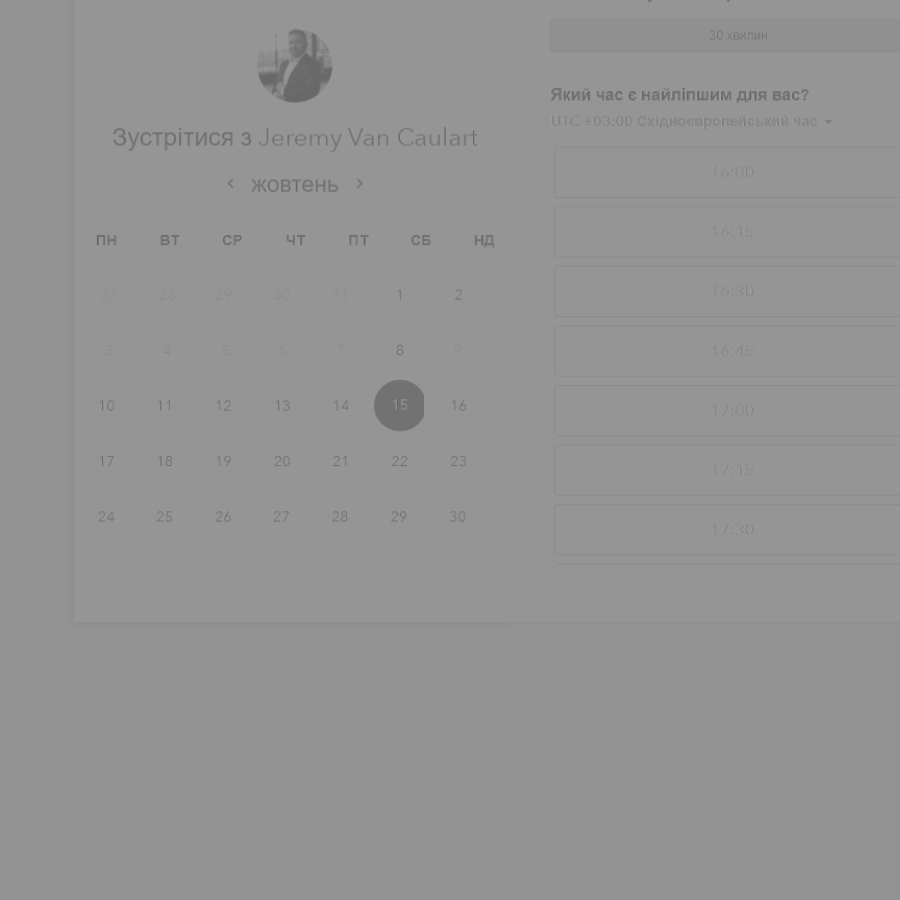 Зустрітися з Jeremy Van Caulart
жовтень
ПН ВТ СР ЧТ ПТ СБ НД
27 28 29 30 31 1 2
3 4 5 6 7 8 9
10 11 12 13 14 15 16
17 18 19 20 21 22 23
24 25 26 27 28 29 30
30 хвилин
Який час є найліпшим для вас?
UTC +03:00 Східноєвропейський час
16:00
16:15
16:30
16:45
17:00
17:15
17:30